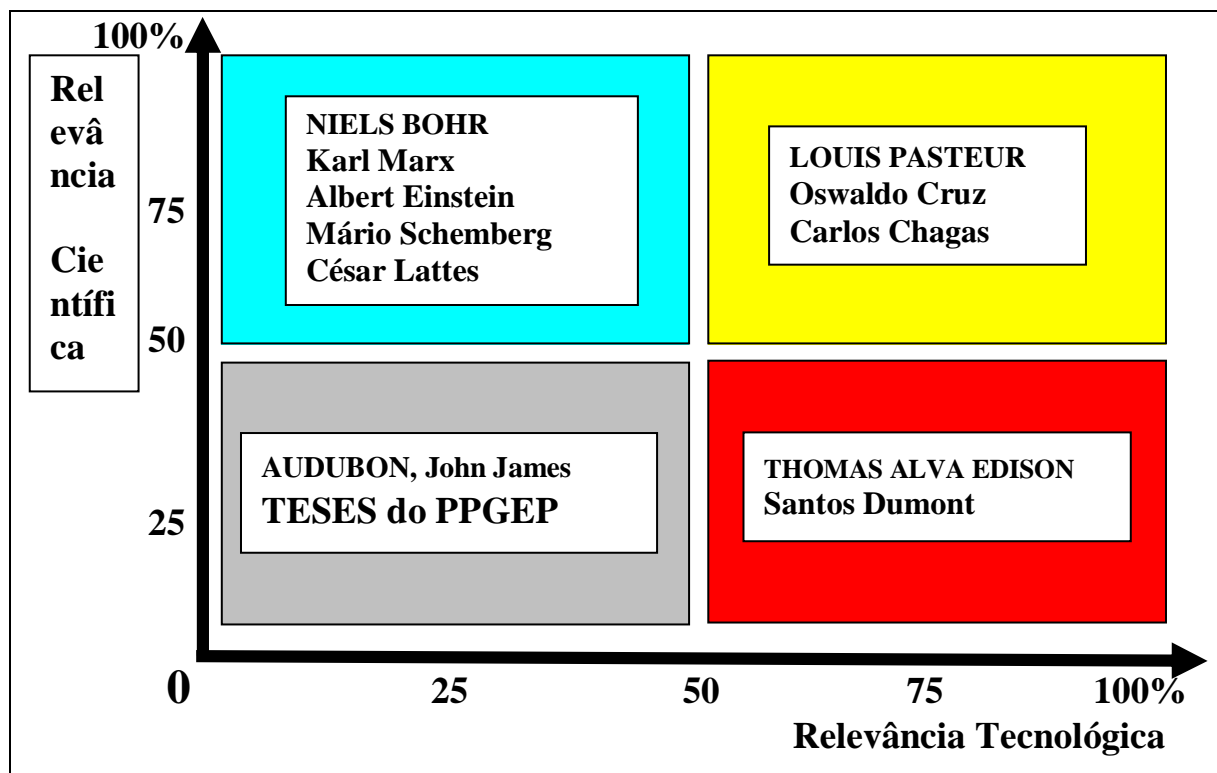 100%
Rel
evâ
ncia
Cie
ntífi
ca
75
50
25
0
NIELS BOHR
Karl Marx
Albert Einstein
Mário Schemberg
César Lattes
LOUIS PASTEUR
Oswaldo Cruz
Carlos Chagas
AUDUBON, John James
TESES do PPGEP
THOMAS ALVA EDISON
Santos Dumont
25
50
75
100%
Relevância Tecnológica